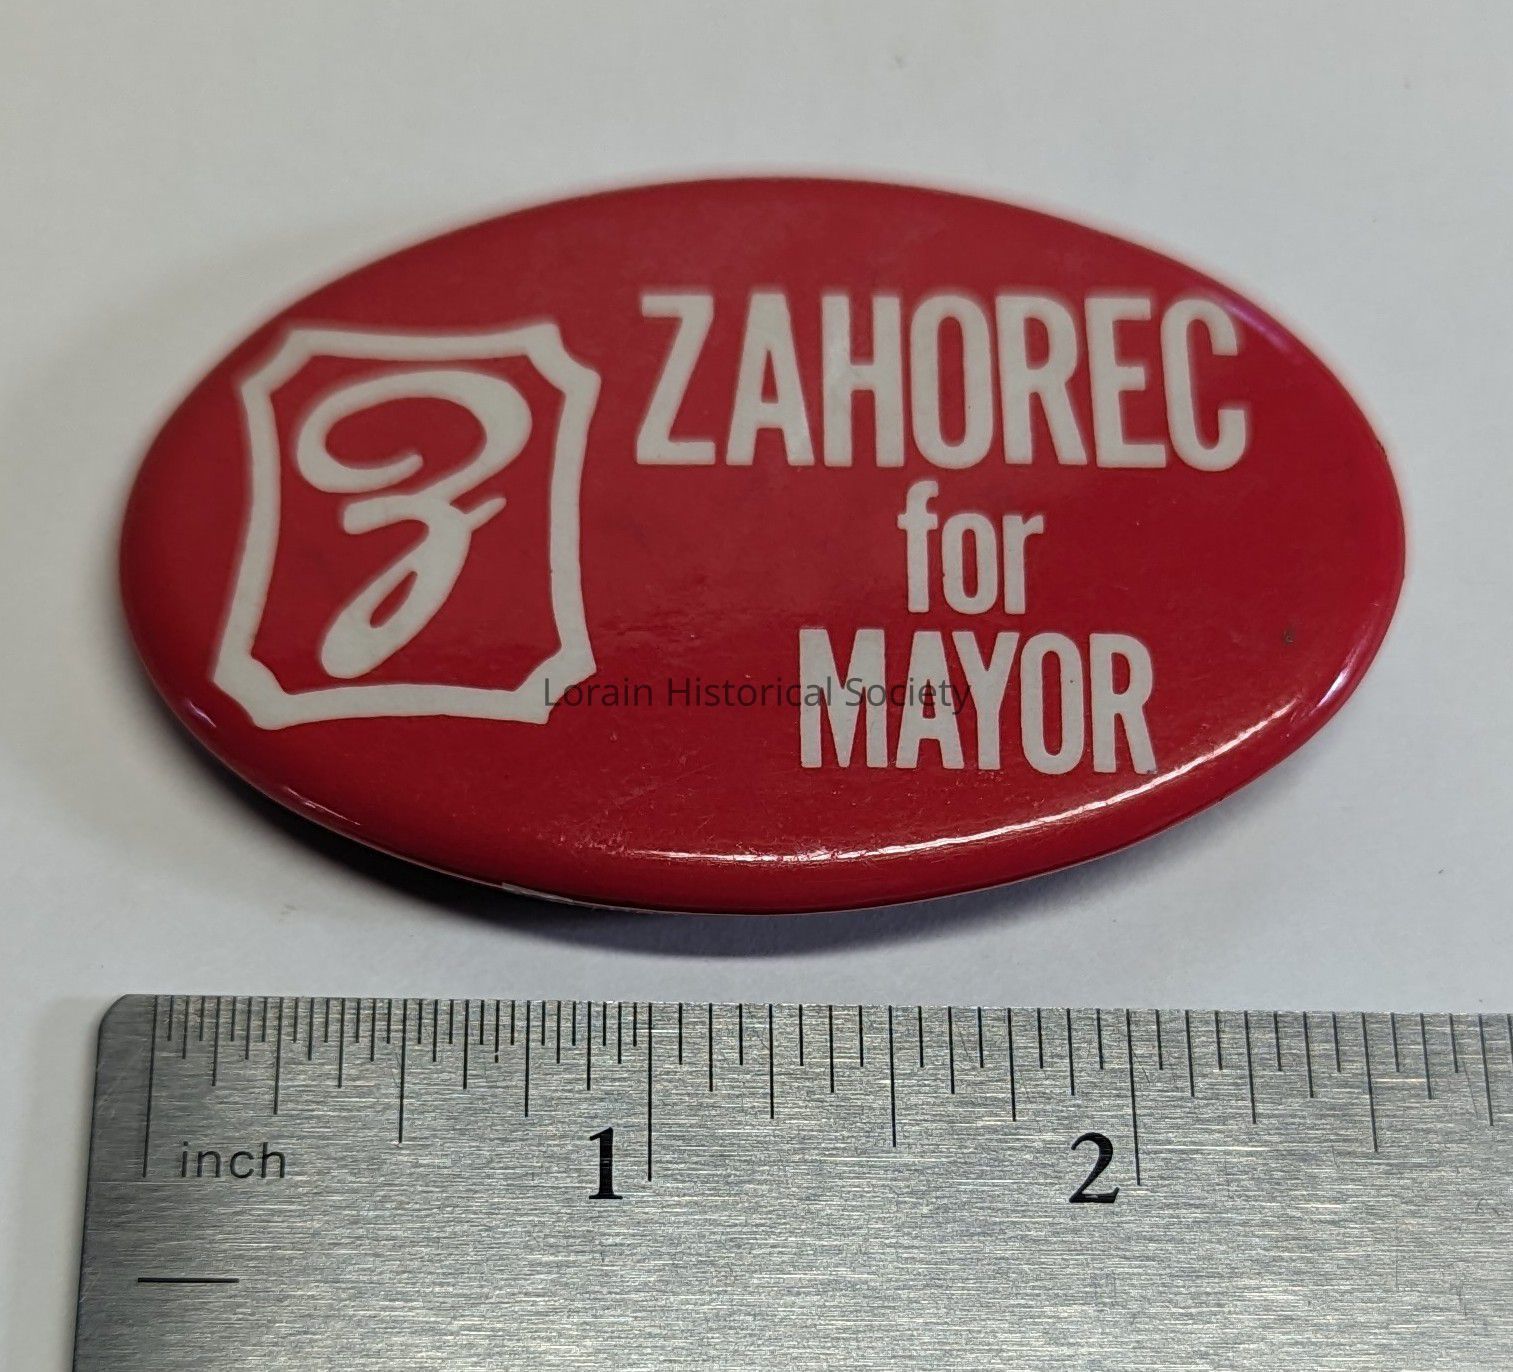 Z
ZAHOREC
for
MAYOR
Lorain Historical Society
inch
1
2